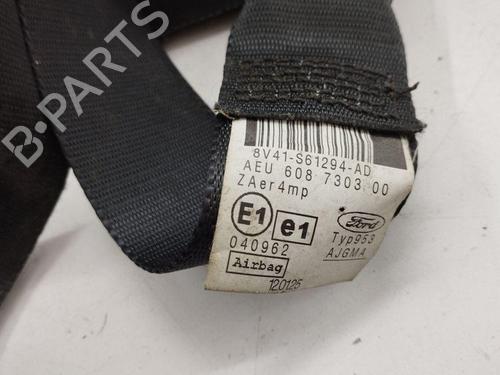 B-PARTS
8V41-S61294-AD
AEU 608 7303 00
ZAer4mp
E1 e1 Ford
040962 Typ953
Airbag AJGMA
120125